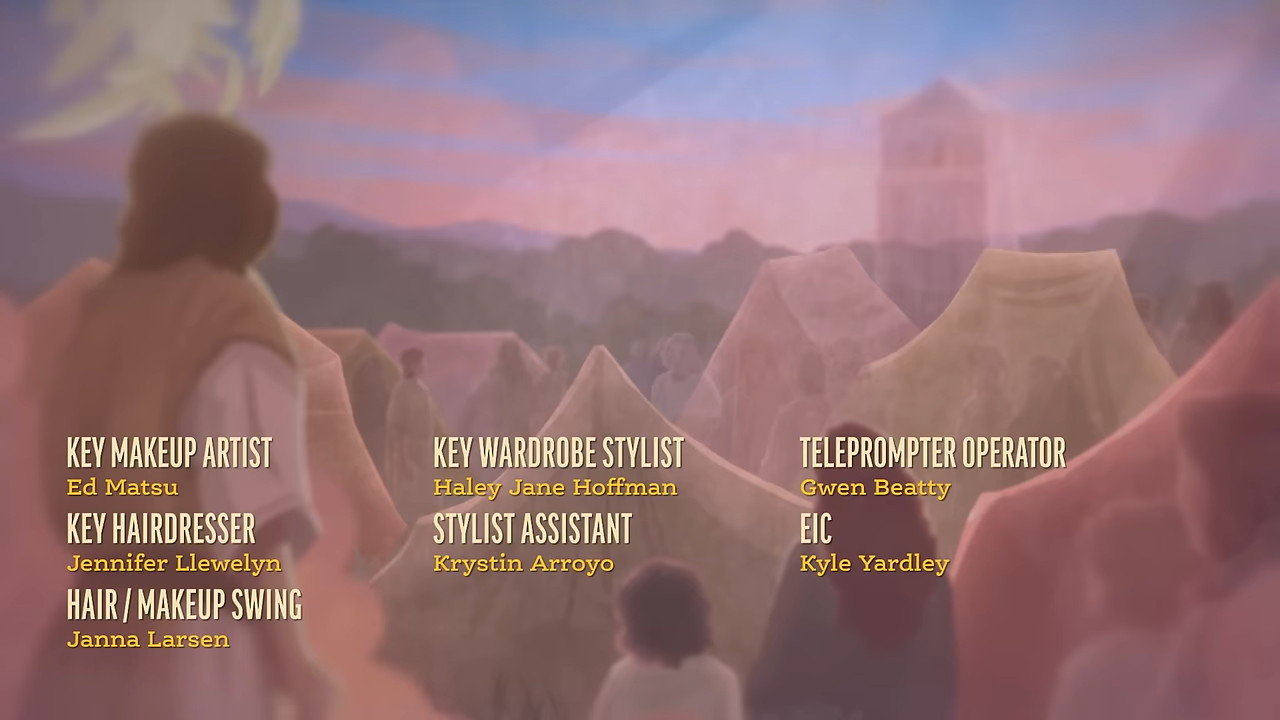 KEY MAKEUP ARTIST
Ed Matsu
KEY HAIRDRESSER
Jennifer Llewelyn
HAIR / MAKEUP SWING
Janna Larsen
KEY WARDROBE STYLIST
Haley Jane Hoffman
STYLIST ASSISTANT
Krystin Arroyo
TELEPROMPTER OPERATOR
Gwen Beatty
EIC
Kyle Yardley